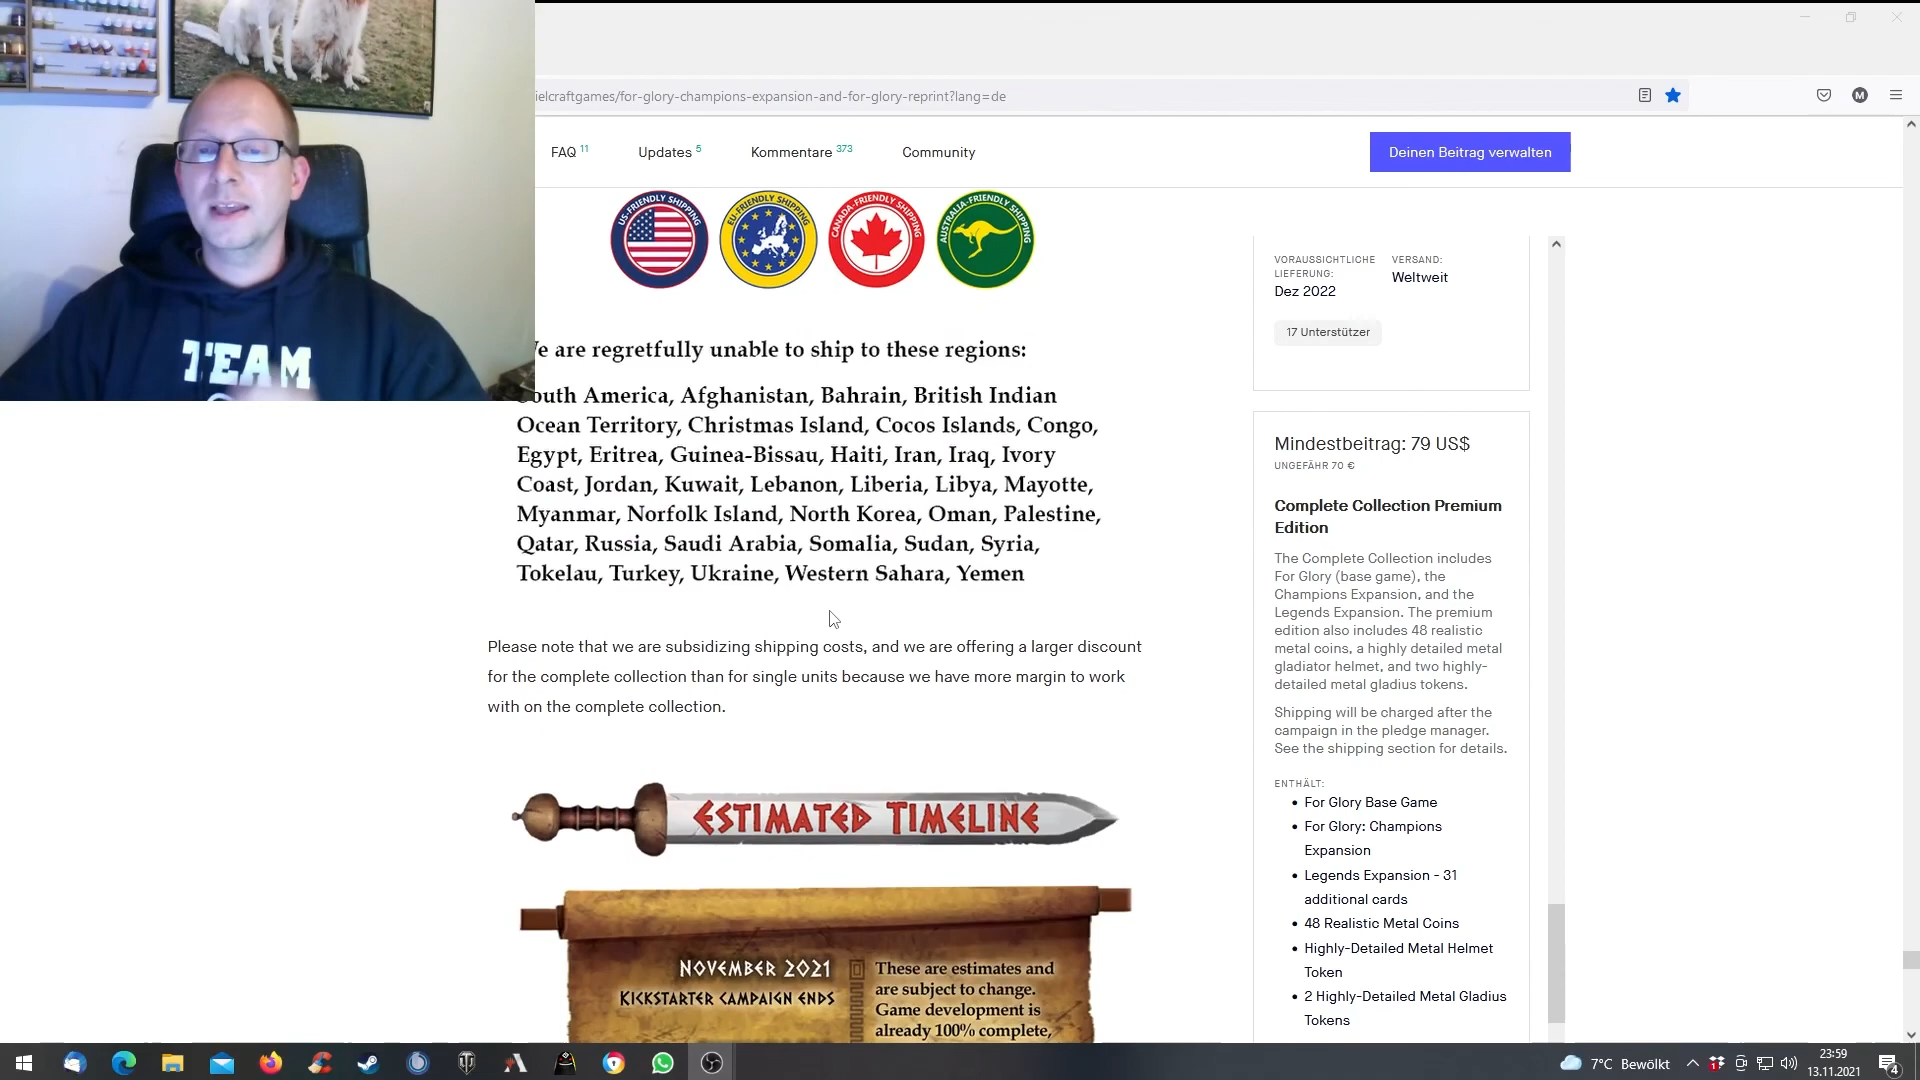 ielcraftgames/for-glory-champions-expansion-and-for-glory-reprint?lang=de
M
FAQ 11
Updates 5
Kommentare 373
Community
Deinen Beitrag verwalten
US-FRIENDLY SHIPPING
EU-FRIENDLY SHIPPING
CANADA-FRIENDLY SHIPPING
AUSTRALIA-FRIENDLY SHIPPING
TEAM
e are regretfully unable to ship to these regions:
outh America, Afghanistan, Bahrain, British Indian
Ocean Territory, Christmas Island, Cocos Islands, Congo,
Egypt, Eritrea, Guinea-Bissau, Haiti, Iran, Iraq, Ivory
Coast, Jordan, Kuwait, Lebanon, Liberia, Libya, Mayotte,
Myanmar, Norfolk Island, North Korea, Oman, Palestine,
Qatar, Russia, Saudi Arabia, Somalia, Sudan, Syria,
Tokelau, Turkey, Ukraine, Western Sahara, Yemen
Please note that we are subsidizing shipping costs, and we are offering a larger discount
for the complete collection than for single units because we have more margin to work
with on the complete collection.
ESTIMATED TIMELINE
NOVEMBER 2021
KICKSTARTER CAMPAIGN ENDS
These are estimates and
are subject to change.
Game development is
already 100% complete,
VORAUSSICHTLICHE
LIEFERUNG:
Dez 2022
VERSAND:
Weltweit
17 Unterstützer
Mindestbeitrag: 79 US$
UNGEFÄHR 70 €
Complete Collection Premium
Edition
The Complete Collection includes
For Glory (base game), the
Champions Expansion, and the
Legends Expansion. The premium
edition also includes 48 realistic
metal coins, a highly detailed metal
gladiator helmet, and two highly-
detailed metal gladius tokens.
Shipping will be charged after the
campaign in the pledge manager.
See the shipping section for details.
ENTHÄLT:
• For Glory Base Game
• For Glory: Champions
Expansion
• Legends Expansion - 31
additional cards
• 48 Realistic Metal Coins
• Highly-Detailed Metal Helmet
Token
• 2 Highly-Detailed Metal Gladius
Tokens
7°C Bewölkt
23:59
13.11.2021
4